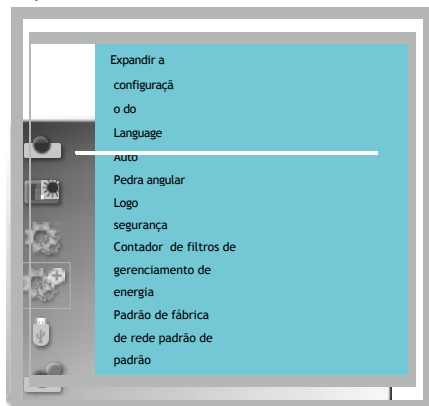 Expandir a
configuraçã
o do
Language
Auto
Pedra angular
Logo
segurança
Contador de filtros de
gerenciamento de
energia
Padrão de fábrica
de rede padrão de
padrão